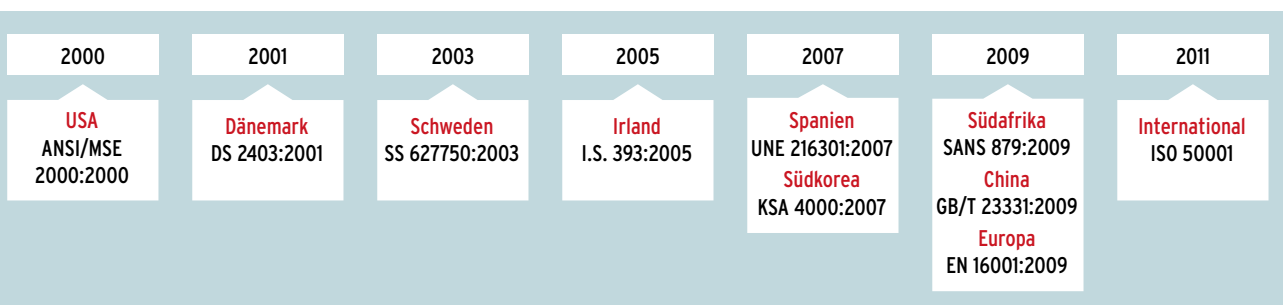 2000
USA
ANSI/MSE
2000:2000
2001
Dänemark
DS 2403:2001
2003
Schweden
SS 627750:2003
2005
Irland
I.S. 393:2005
2007
Spanien
UNE 216301:2007
Südkorea
KSA 4000:2007
2009
Südafrika
SANS 879:2009
China
GB/T 23331:2009
Europa
EN 16001:2009
2011
International
ISO 50001